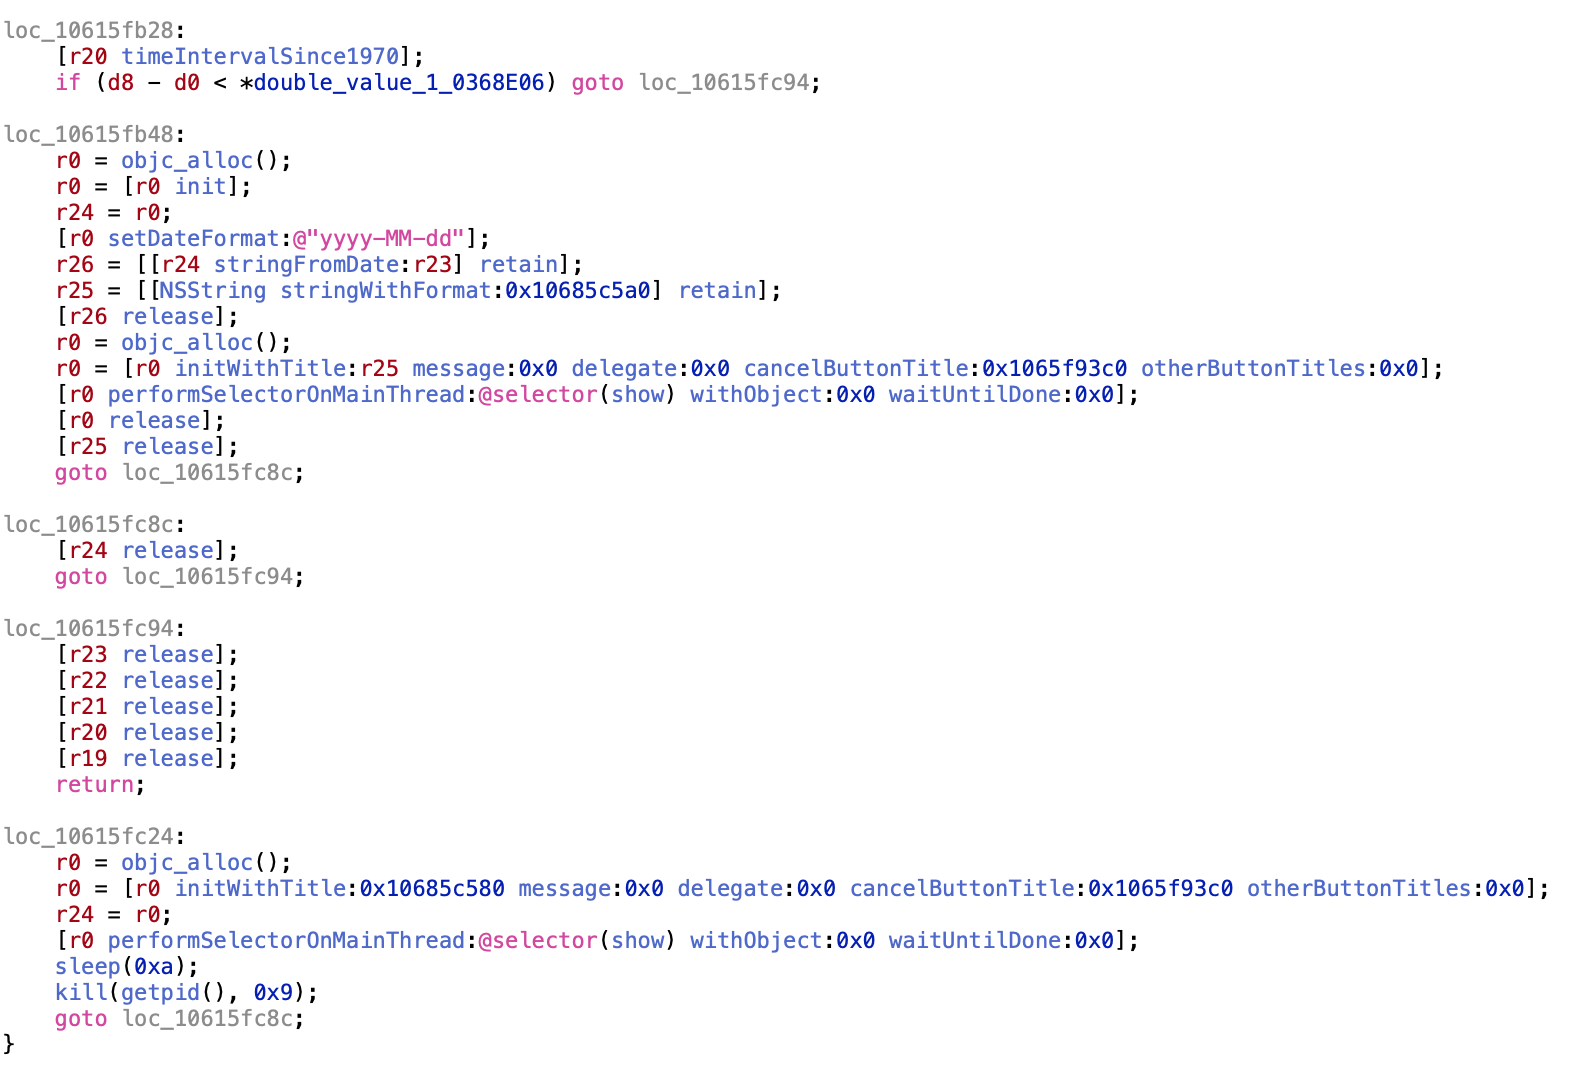 loc_10615fb28:
    [r20 timeIntervalSince1970];
    if (d8 - d0 < *double_value_1_0368E06) goto loc_10615fc94;

loc_10615fb48:
    r0 = objc_alloc();
    r0 = [r0 init];
    r24 = r0;
    [r0 setDateFormat:@"yyyy-MM-dd"];
    r26 = [[r24 stringFromDate:r23] retain];
    r25 = [[NSString stringWithFormat:0x10685c5a0] retain];
    [r26 release];
    r0 = objc_alloc();
    r0 = [r0 initWithTitle:r25 message:0x0 delegate:0x0 cancelButtonTitle:0x1065f93c0 otherButtonTitles:0x0];
    [r0 performSelectorOnMainThread:@selector(show) withObject:0x0 waitUntilDone:0x0];
    [r0 release];
    [r25 release];
    goto loc_10615fc8c;

loc_10615fc8c:
    [r24 release];
    goto loc_10615fc94;

loc_10615fc94:
    [r23 release];
    [r22 release];
    [r21 release];
    [r20 release];
    [r19 release];
    return;

loc_10615fc24:
    r0 = objc_alloc();
    r0 = [r0 initWithTitle:0x10685c580 message:0x0 delegate:0x0 cancelButtonTitle:0x1065f93c0 otherButtonTitles:0x0];
    r24 = r0;
    [r0 performSelectorOnMainThread:@selector(show) withObject:0x0 waitUntilDone:0x0];
    sleep(0xa);
    kill(getpid(), 0x9);
    goto loc_10615fc8c;
}